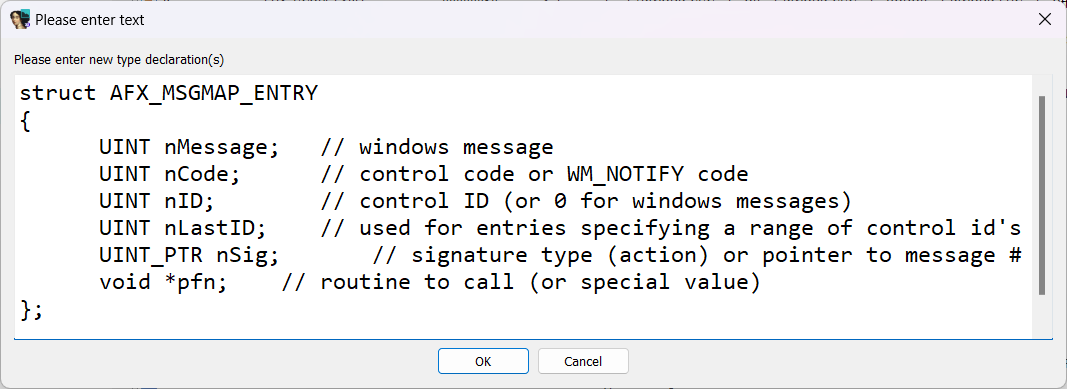 Please enter text
Please enter new type declaration(s)
struct AFX_MSGMAP_ENTRY
{
UINT nMessage; // windows message
UINT nCode; // control code or WM_NOTIFY code
UINT nID; // control ID (or 0 for windows messages)
UINT nLastID; // used for entries specifying a range of control id's
UINT_PTR nSig; // signature type (action) or pointer to message #
void *pfn; // routine to call (or special value)
};
OK
Cancel